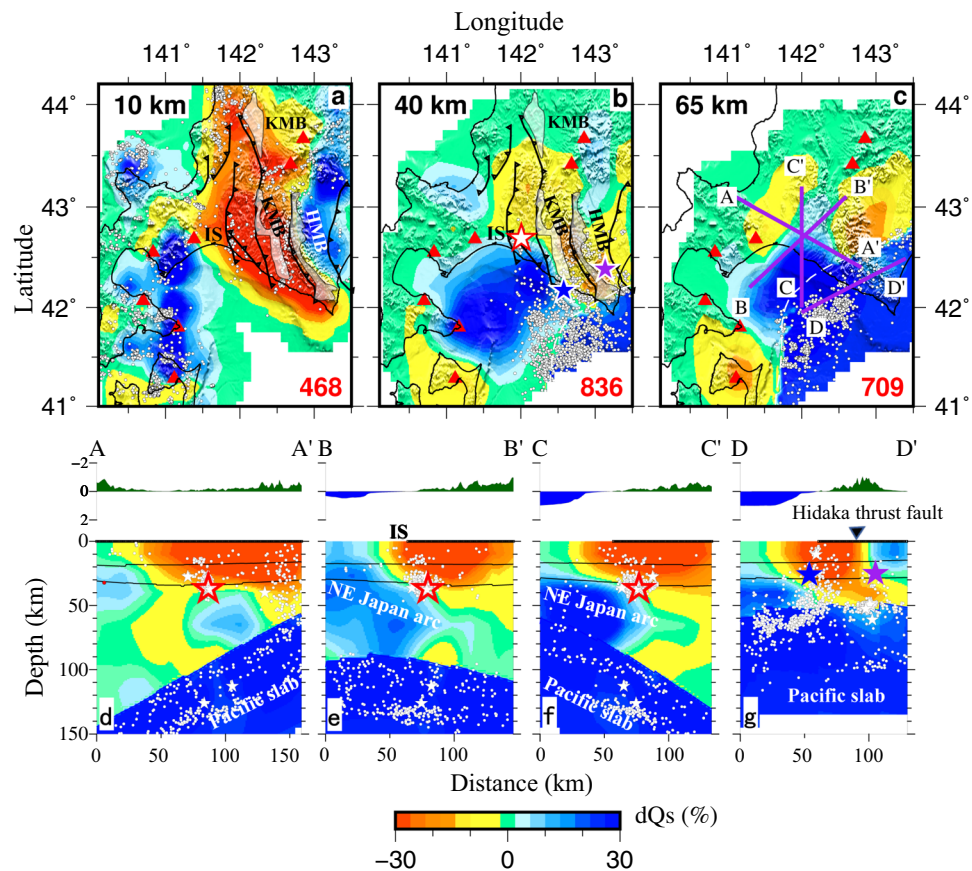 Longitude
141° 142° 143° 141° 142° 143° 141° 142° 143°
Latitude
44°
43°
42°
41°
44°
43°
42°
41°
10 km
a
KMB
KMB
HMB
IS
468
40 km
b
KMB
KMB
HMB
IS
836
65 km
c
C'
A
B'
A'
B
C
D'
D
709
A A' B B' C C' D D'
−2
0
2
Hidaka thrust fault
IS
Depth (km)
0
50
100
150
NE Japan arc
NE Japan arc
Pacific slab
Pacific slab
Pacific slab
d
e
f
g
0 50 100 150 0 50 100 0 50 100 0 50 100
Distance (km)
dQs (%)
−30 0 30